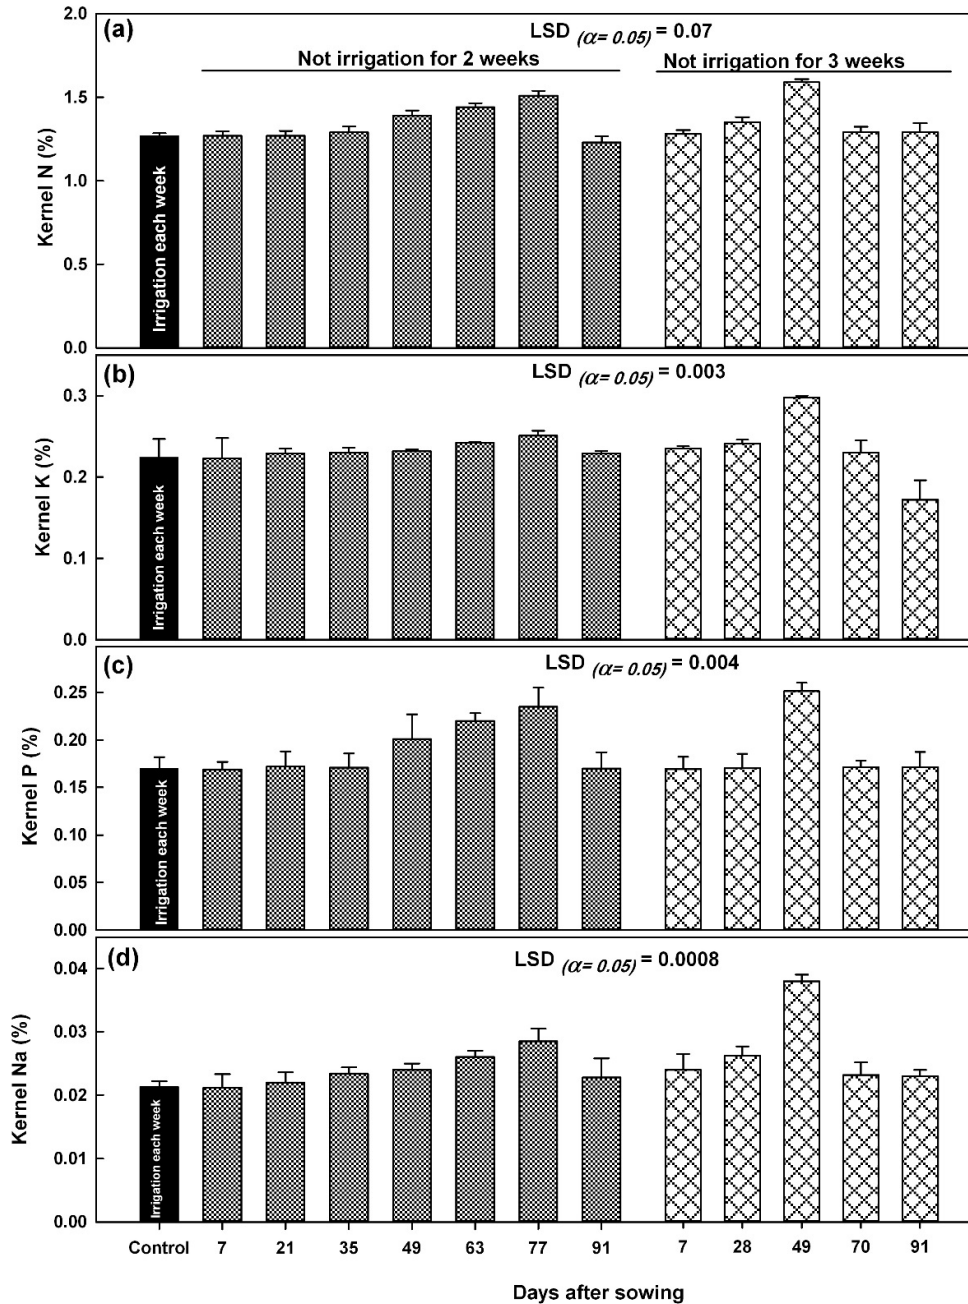 (a)
LSD (α= 0.05) = 0.07
Not irrigation for 2 weeks
Not irrigation for 3 weeks
Kernel N (%)
2.0
1.5
1.0
0.5
0.0
Irrigation each week
(b)
LSD (α= 0.05) = 0.003
Kernel K (%)
0.3
0.2
0.1
0.0
Irrigation each week
(c)
LSD (α= 0.05) = 0.004
Kernel P (%)
0.25
0.20
0.15
0.10
0.05
0.00
Irrigation each week
(d)
LSD (α= 0.05) = 0.0008
Kernel Na (%)
0.04
0.03
0.02
0.01
0.00
Irrigation each week
Control 7 21 35 49 63 77 91 7 28 49 70 91
Days after sowing